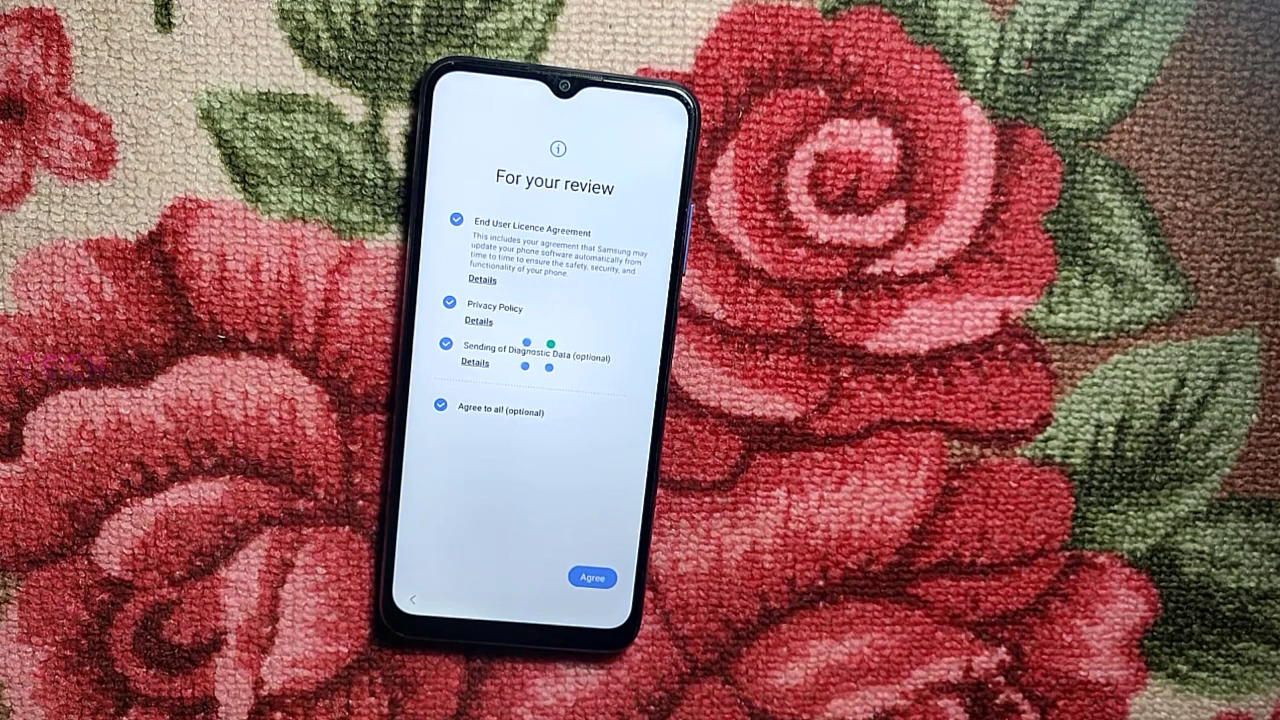 For your review
End User Licence Agreement
This includes your agreement that Samsung may
update your phone software automatically from
time to time to ensure the safety, security, and
functionality of your phone.
Details
Privacy Policy
Details
Sending of Diagnostic Data (optional)
Details
Agree to all (optional)
Agree